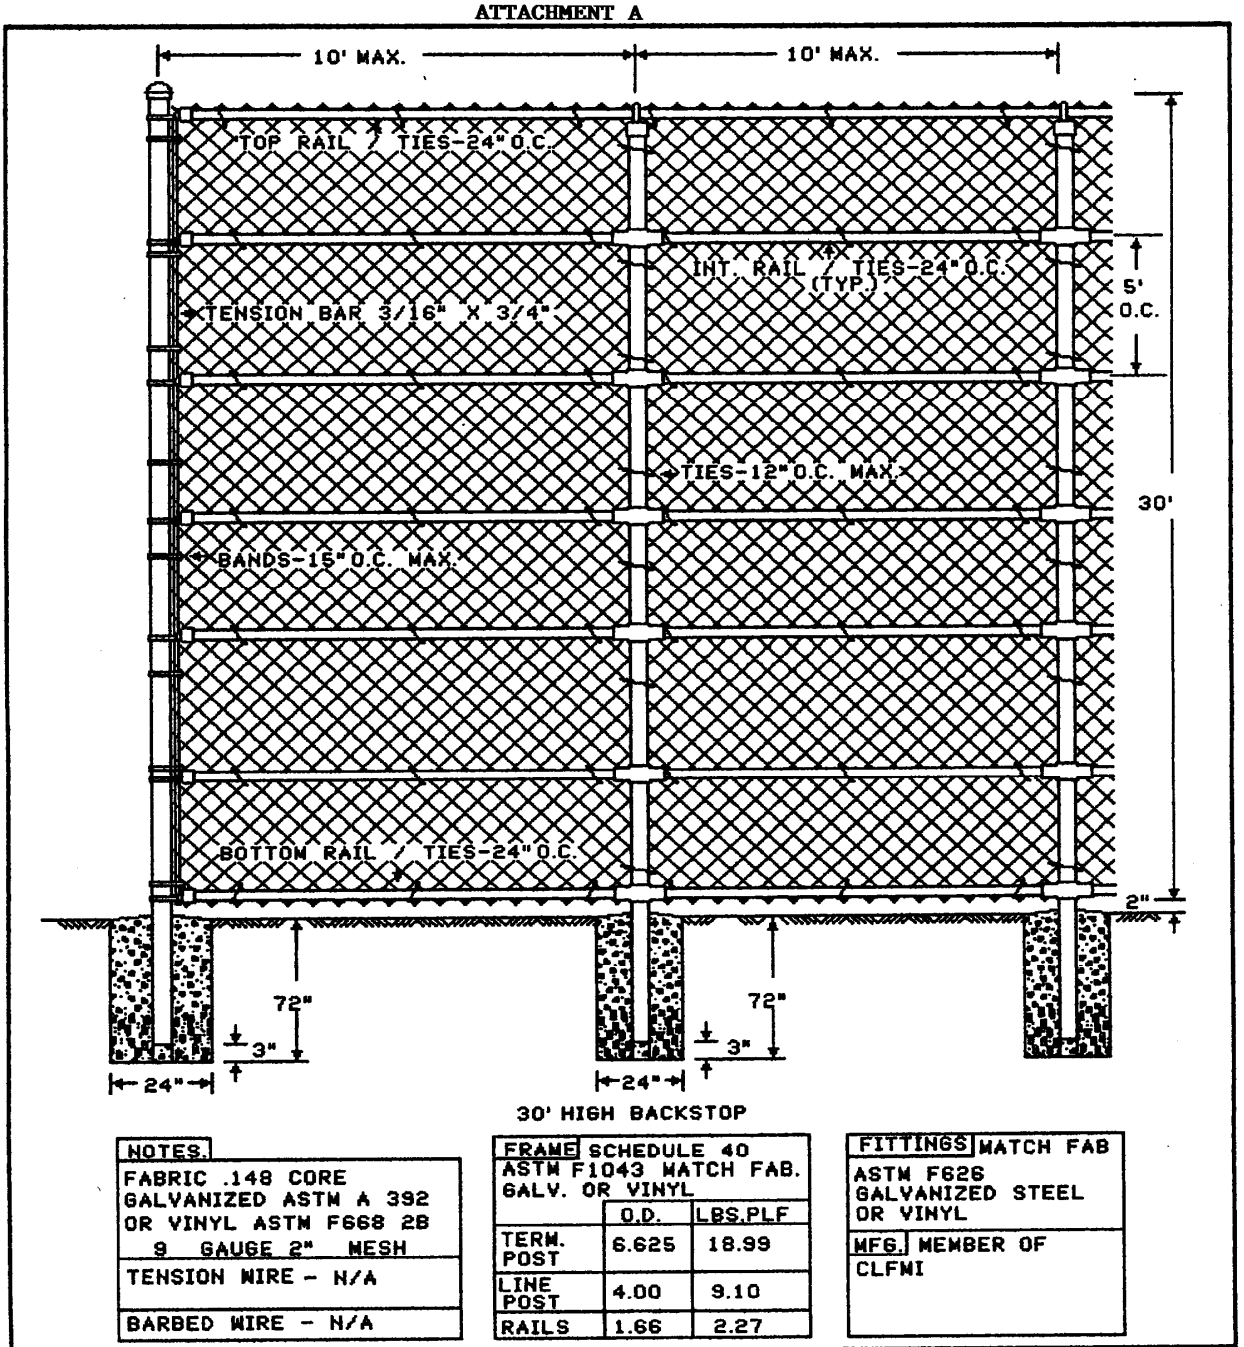 ATTACHMENT A
10' MAX.
10' MAX.
TOP RAIL / TIES-24" O.C.
INT. RAIL / TIES-24" O.C.
(TYP.)
5'
O.C.
TENSION BAR 3/16" X 3/4"
TIES-12" O.C. MAX.
30'
BANDS-15" O.C. MAX.
BOTTOM RAIL / TIES-24" O.C.
2"
72"
72"
3"
3"
24"
24"
30' HIGH BACKSTOP
NOTES.
FABRIC .148 CORE
GALVANIZED ASTM A 392
OR VINYL ASTM F668 2B
9 GAUGE 2" MESH
TENSION WIRE - N/A
BARBED WIRE - N/A
FRAME SCHEDULE 40
ASTM F1043 MATCH FAB.
GALV. OR VINYL
O.D. LBS.PLF
TERM. POST 6.625 18.99
LINE POST 4.00 9.10
RAILS 1.66 2.27
FITTINGS MATCH FAB
ASTM F626
GALVANIZED STEEL
OR VINYL
MFG. MEMBER OF
CLFMI